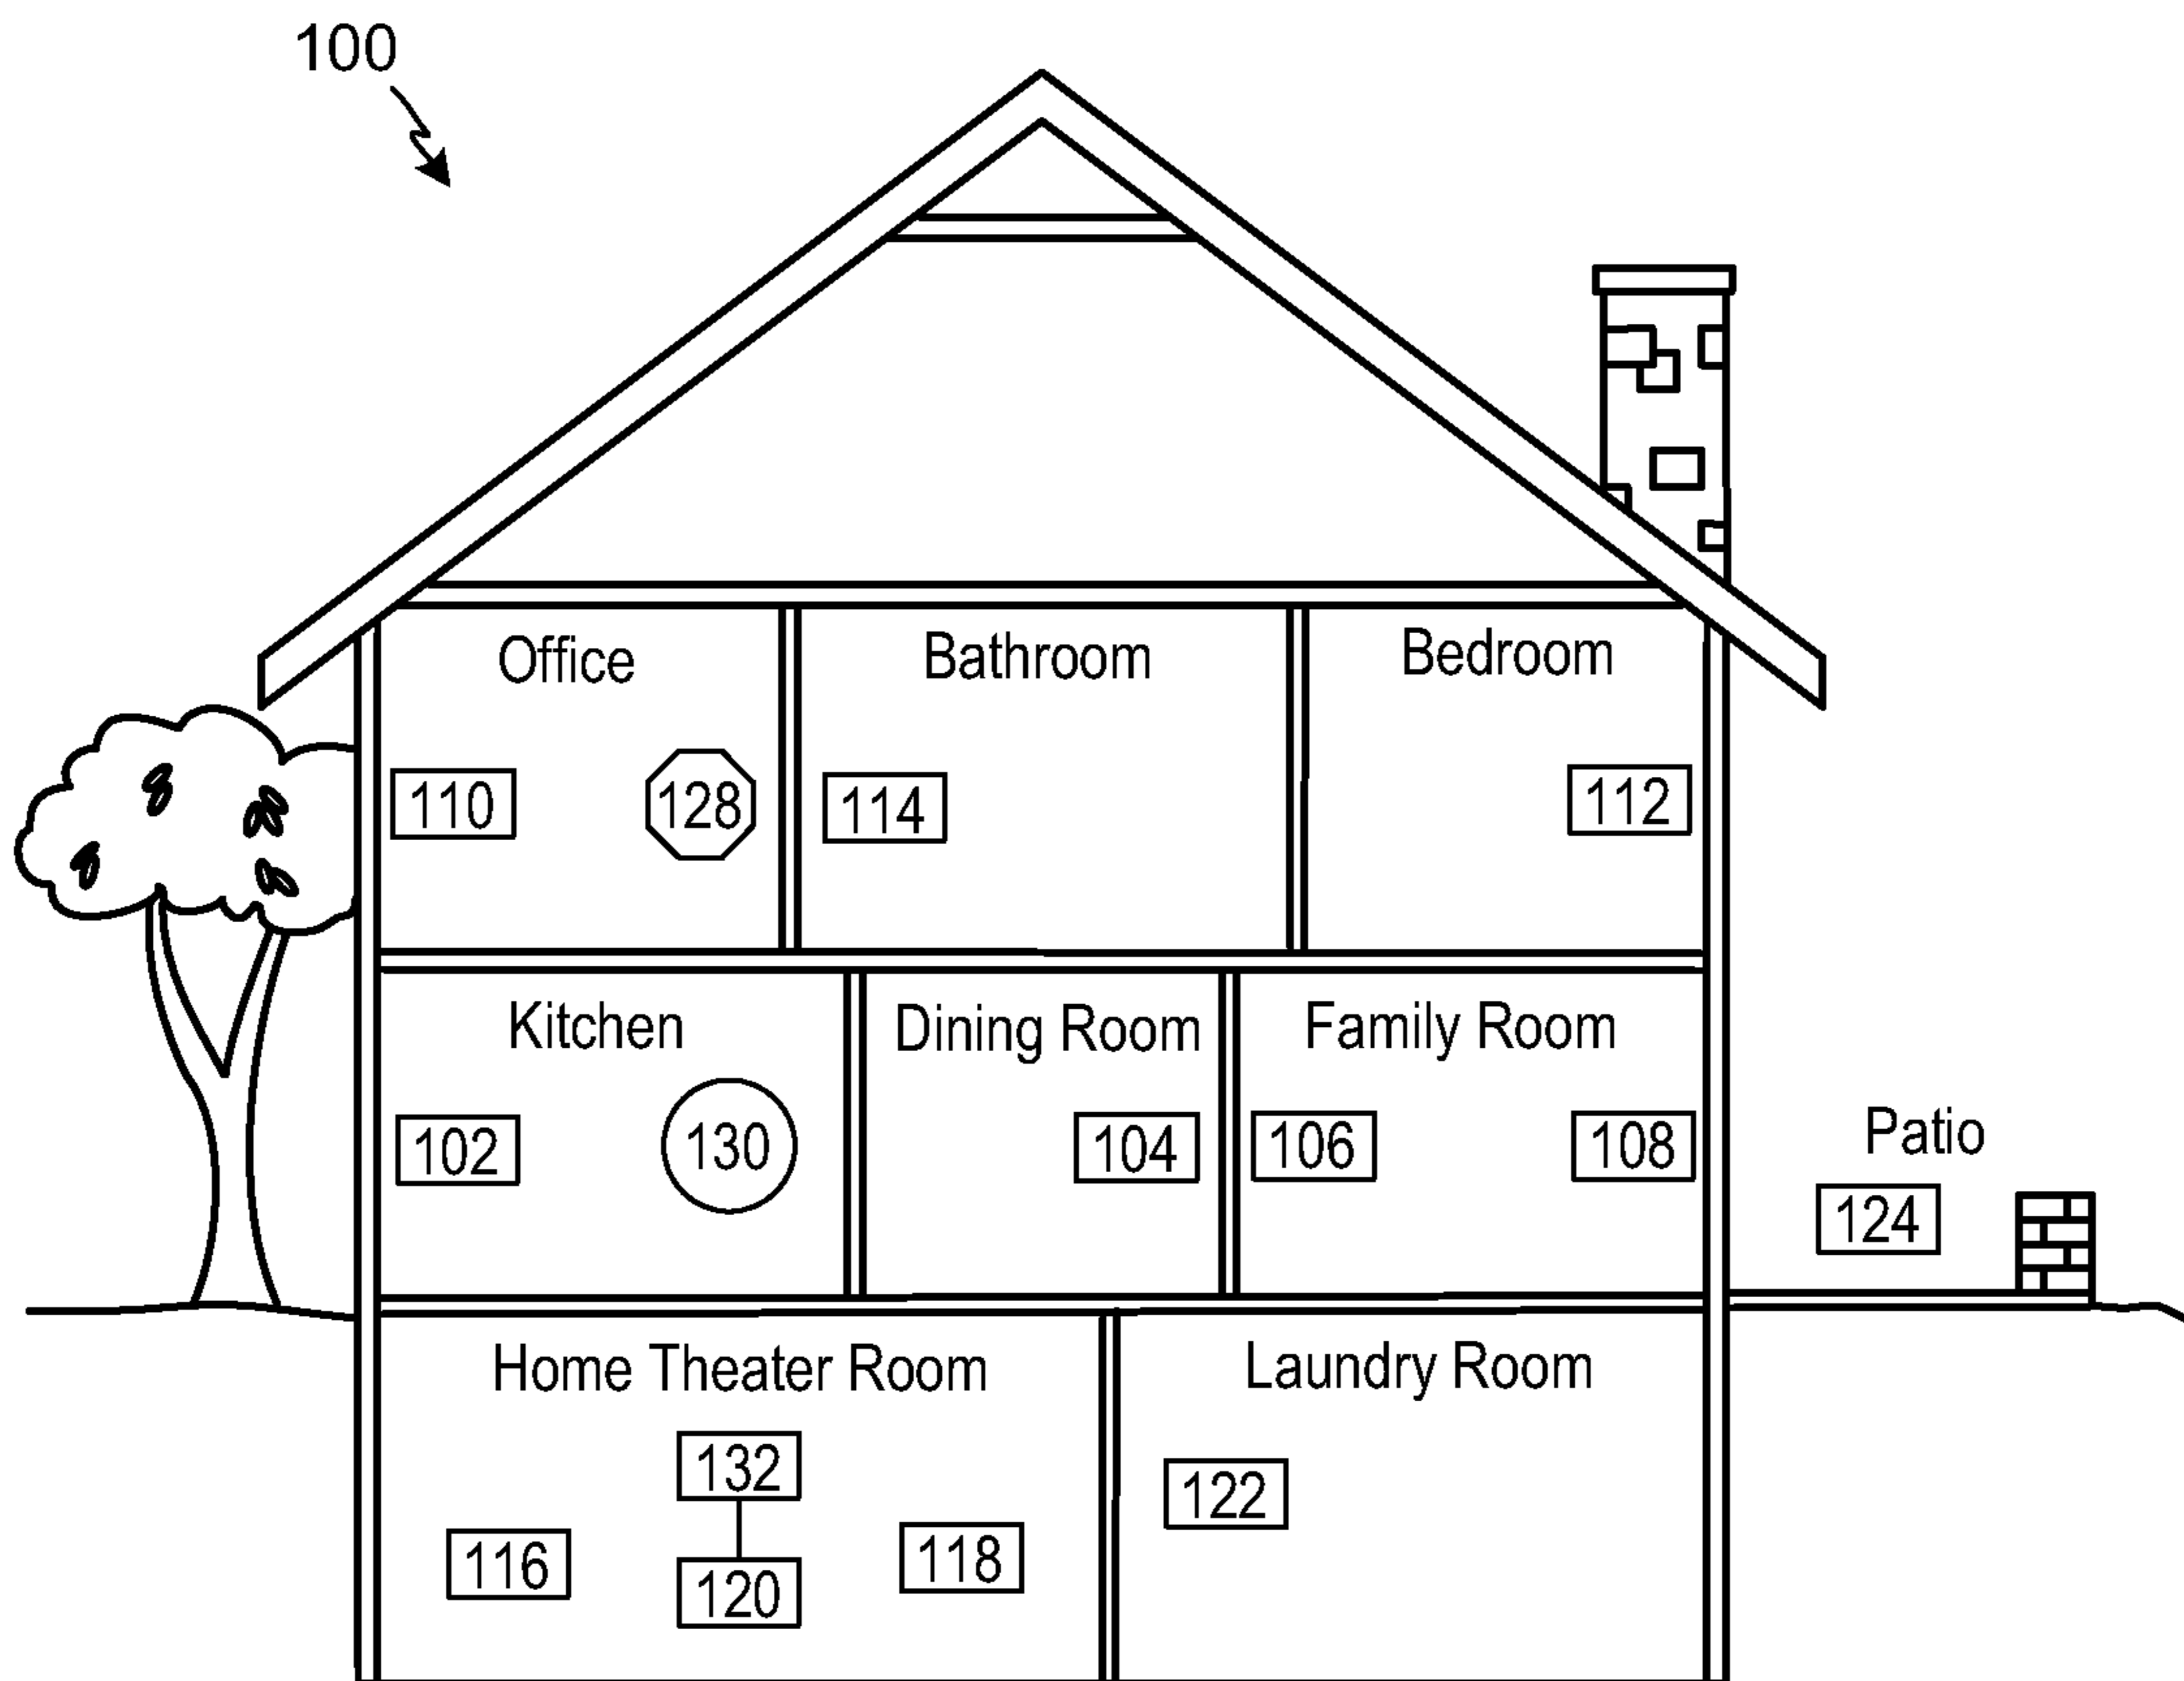 100
Office
Bathroom
Bedroom
110
128
114
112
Kitchen
Dining Room
Family Room
102
130
104
106
108
Patio
124
Home Theater Room
Laundry Room
132
122
116
120
118